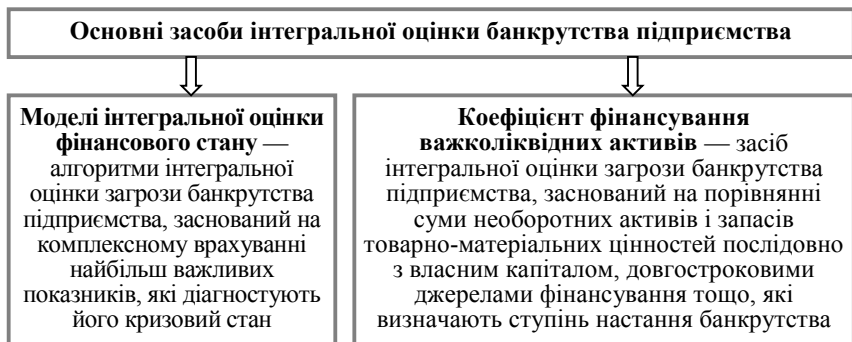 Основні засоби інтегральної оцінки банкрутства підприємства
Моделі інтегральної оцінки
фінансового стану —
алгоритми інтегральної
оцінки загрози банкрутства
підприємства, заснований на
комплексному врахуванні
найбільш важливих
показників, які діагностують
його кризовий стан
Коефіцієнт фінансування
важколіквідних активів — засіб
інтегральної оцінки загрози банкрутства
підприємства, заснований на порівнянні
суми необоротних активів і запасів
товарно-матеріальних цінностей послідовно
з власним капіталом, довгостроковими
джерелами фінансування тощо, які
визначають ступінь настання банкрутства